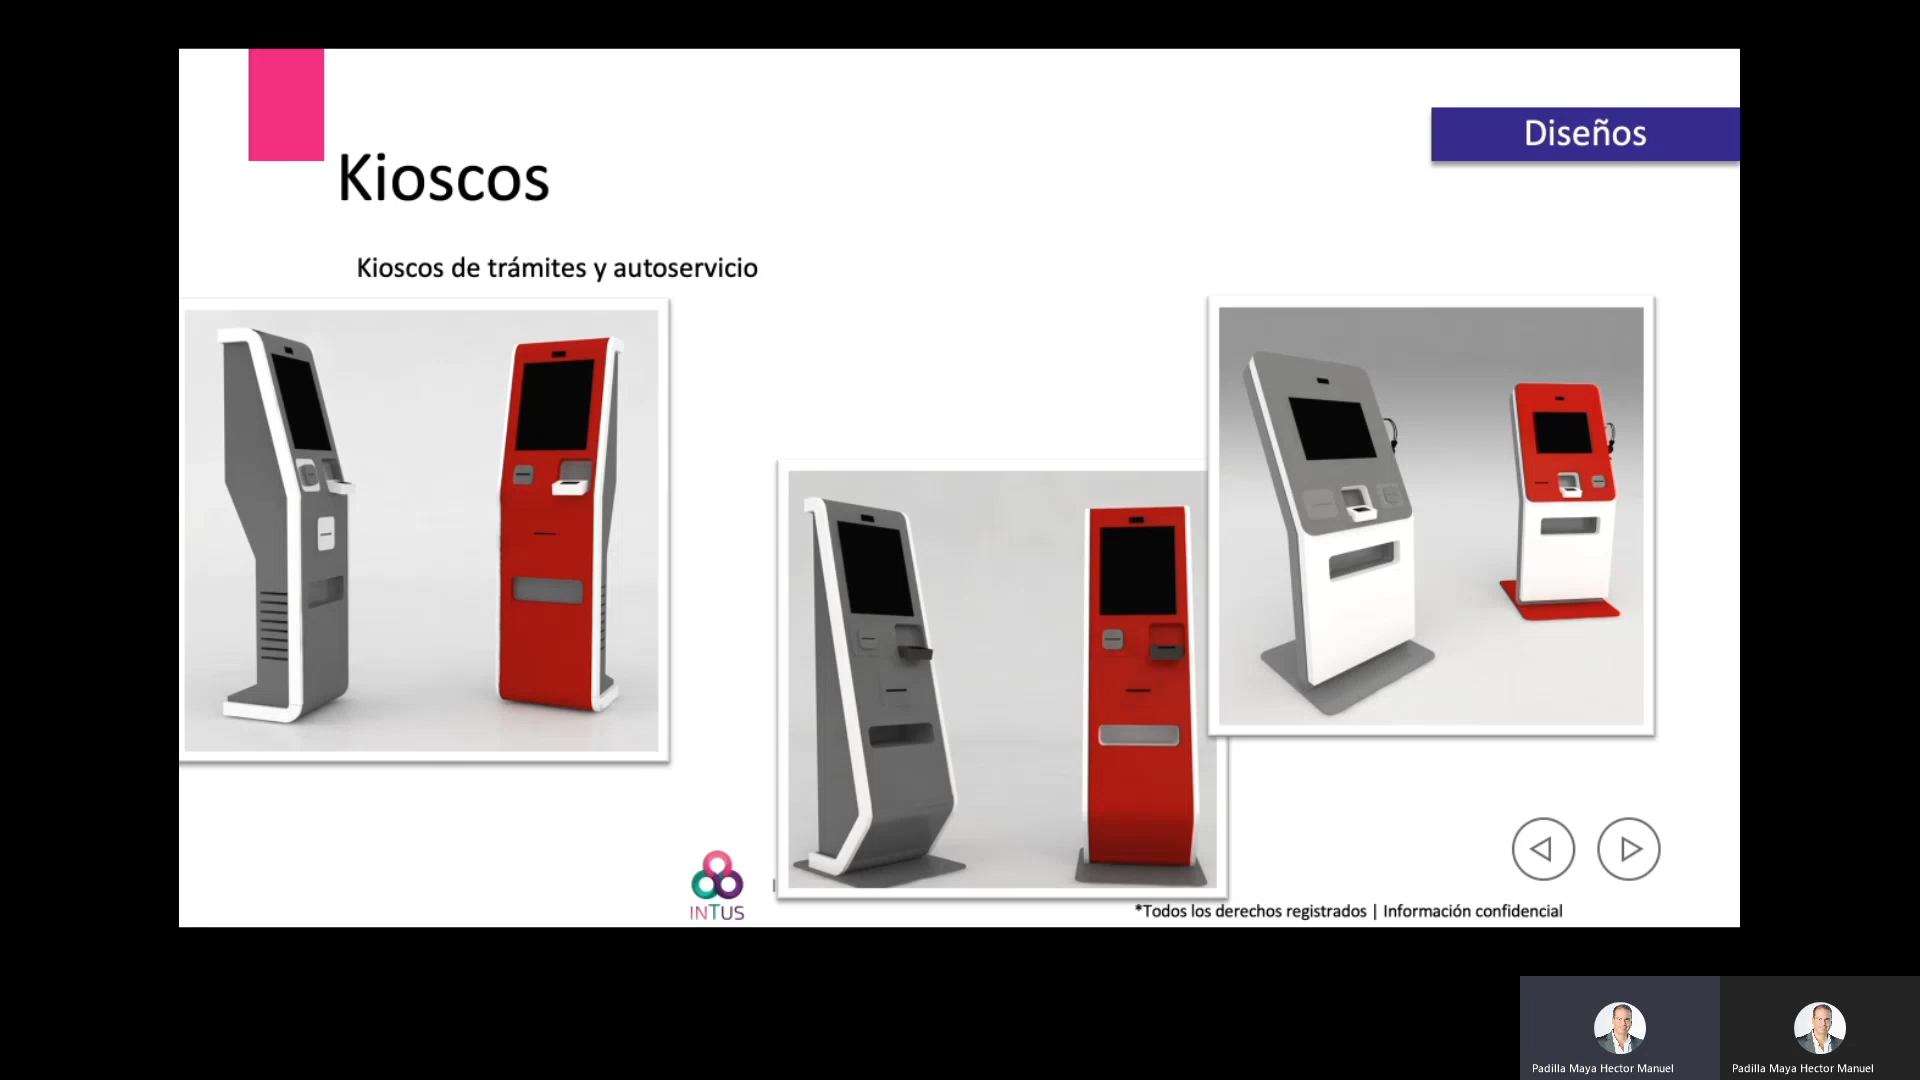 Diseños
Kioscos
Kioscos de trámites y autoservicio
INTUS
*Todos los derechos registrados | Información confidencial
Padilla Maya Hector Manuel
Padilla Maya Hector Manuel